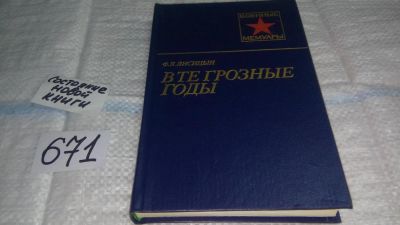 СОСТОЯНИЕ
НОВОЙ
КНИГИ
671
ВОЕННЫЕ
МЕМУАРЫ
Ф.Я.ЛИСИЦЫН
В ТЕ ГРОЗНЫЕ
ГОДЫ